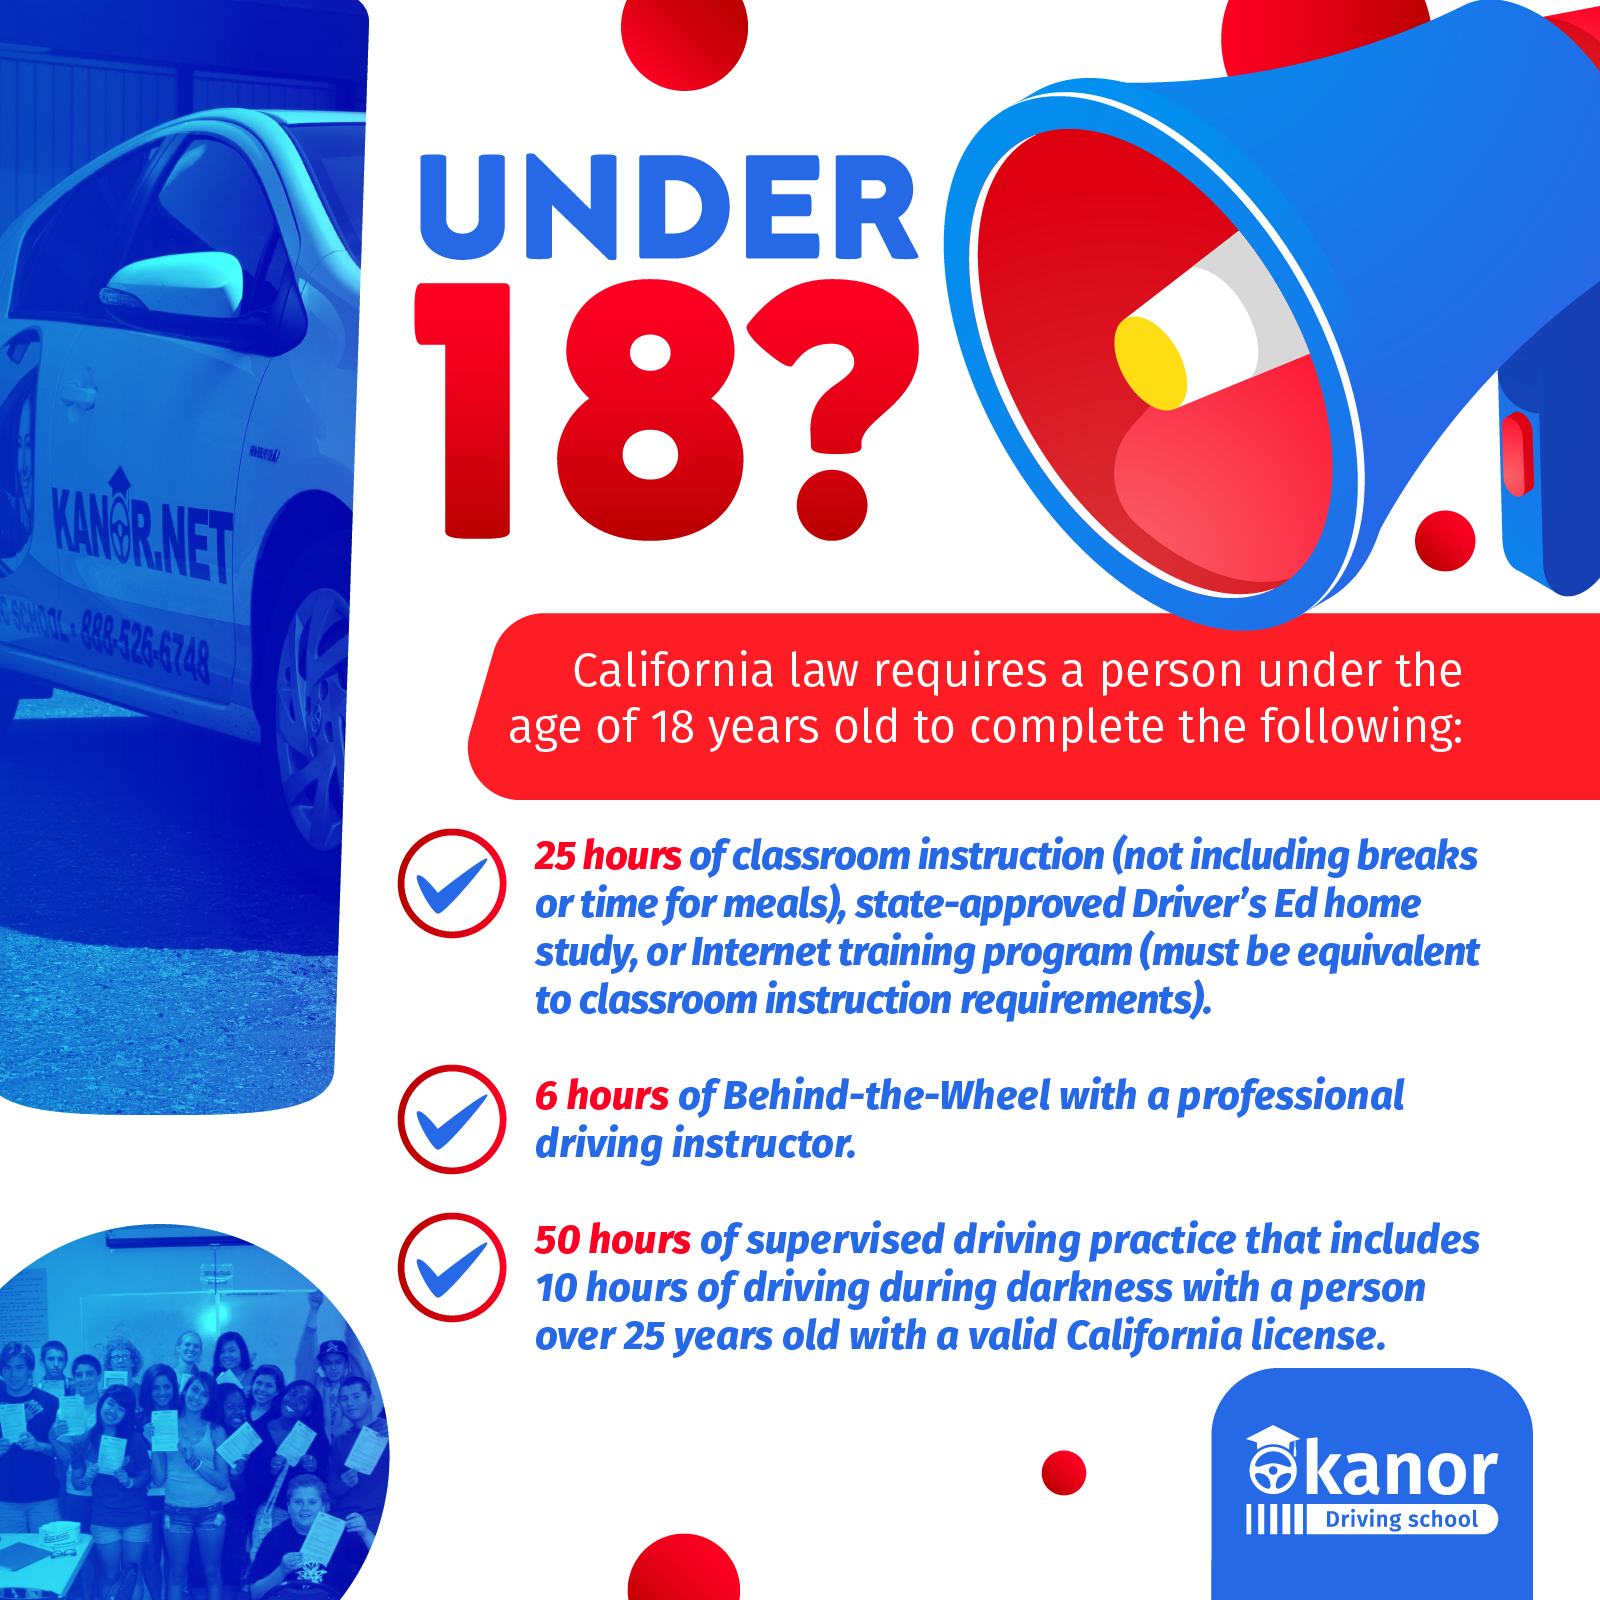 UNDER
18?
KANOR.NET
SCHOOL • 888-526-6748
California law requires a person under the
age of 18 years old to complete the following:
25 hours of classroom instruction (not including breaks
or time for meals), state-approved Driver’s Ed home
study, or Internet training program (must be equivalent
to classroom instruction requirements).
6 hours of Behind-the-Wheel with a professional
driving instructor.
50 hours of supervised driving practice that includes
10 hours of driving during darkness with a person
over 25 years old with a valid California license.
kanor
Driving school